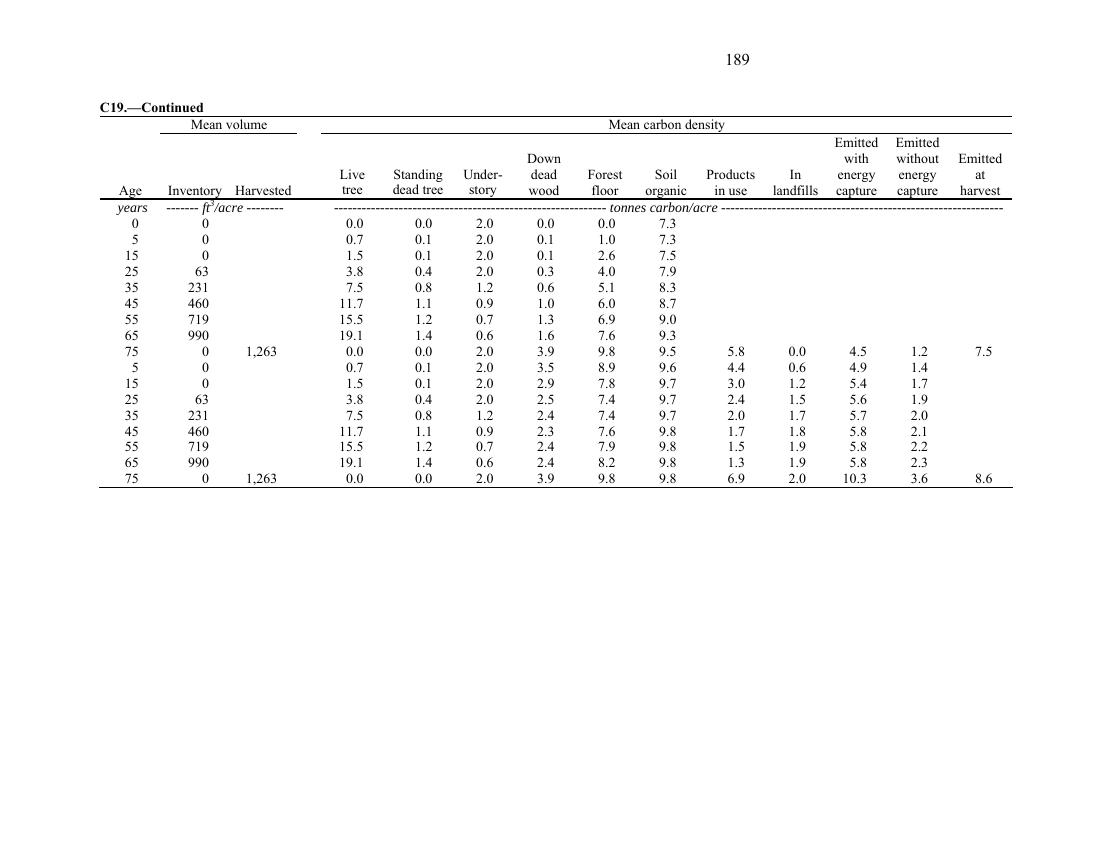 189
C19.—Continued
Mean volume Mean carbon density
Emitted Emitted
Down with without Emitted
Live Standing Under- dead Forest Soil Products In energy energy at
Age Inventory Harvested tree dead tree story wood floor organic in use landfills capture capture harvest
years ------- ft³/acre -------- ---------------------------------------------------------- tonnes carbon/acre ------------------------------------------------------------
0 0 0.0 0.0 2.0 0.0 0.0 7.3
5 0 0.7 0.1 2.0 0.1 1.0 7.3
15 0 1.5 0.1 2.0 0.1 2.6 7.5
25 63 3.8 0.4 2.0 0.3 4.0 7.9
35 231 7.5 0.8 1.2 0.6 5.1 8.3
45 460 11.7 1.1 0.9 1.0 6.0 8.7
55 719 15.5 1.2 0.7 1.3 6.9 9.0
65 990 19.1 1.4 0.6 1.6 7.6 9.3
75 0 1,263 0.0 0.0 2.0 3.9 9.8 9.5 5.8 0.0 4.5 1.2 7.5
5 0 0.7 0.1 2.0 3.5 8.9 9.6 4.4 0.6 4.9 1.4
15 0 1.5 0.1 2.0 2.9 7.8 9.7 3.0 1.2 5.4 1.7
25 63 3.8 0.4 2.0 2.5 7.4 9.7 2.4 1.5 5.6 1.9
35 231 7.5 0.8 1.2 2.4 7.4 9.7 2.0 1.7 5.7 2.0
45 460 11.7 1.1 0.9 2.3 7.6 9.8 1.7 1.8 5.8 2.1
55 719 15.5 1.2 0.7 2.4 7.9 9.8 1.5 1.9 5.8 2.2
65 990 19.1 1.4 0.6 2.4 8.2 9.8 1.3 1.9 5.8 2.3
75 0 1,263 0.0 0.0 2.0 3.9 9.8 9.8 6.9 2.0 10.3 3.6 8.6